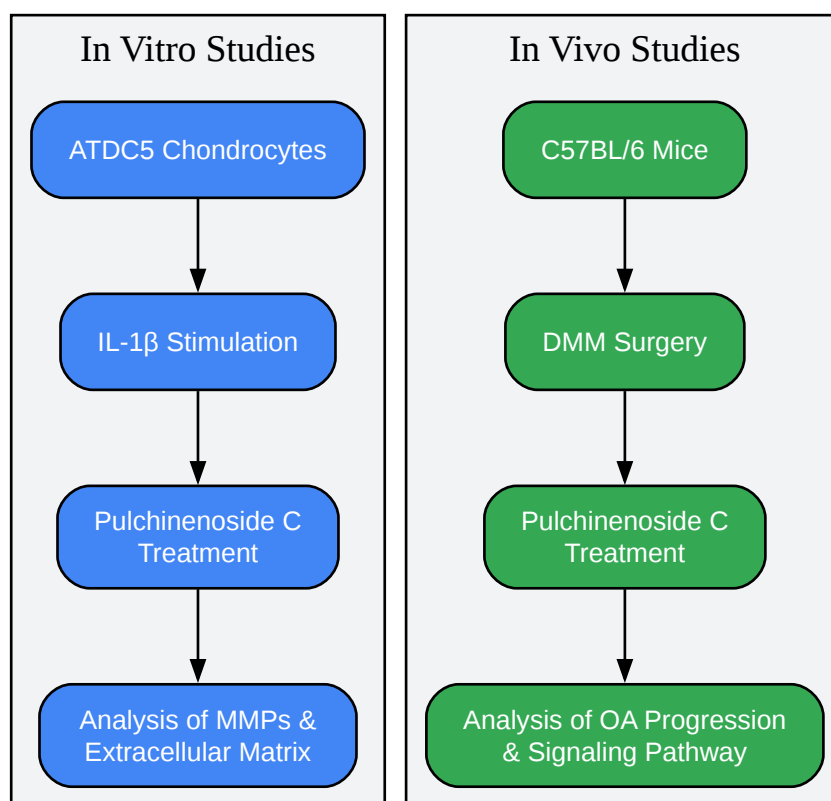 In Vitro Studies
ATDC5 Chondrocytes
IL-1β Stimulation
Pulchinenoside C
Treatment
Analysis of MMPs &
Extracellular Matrix
In Vivo Studies
C57BL/6 Mice
DMM Surgery
Pulchinenoside C
Treatment
Analysis of OA Progression
& Signaling Pathway